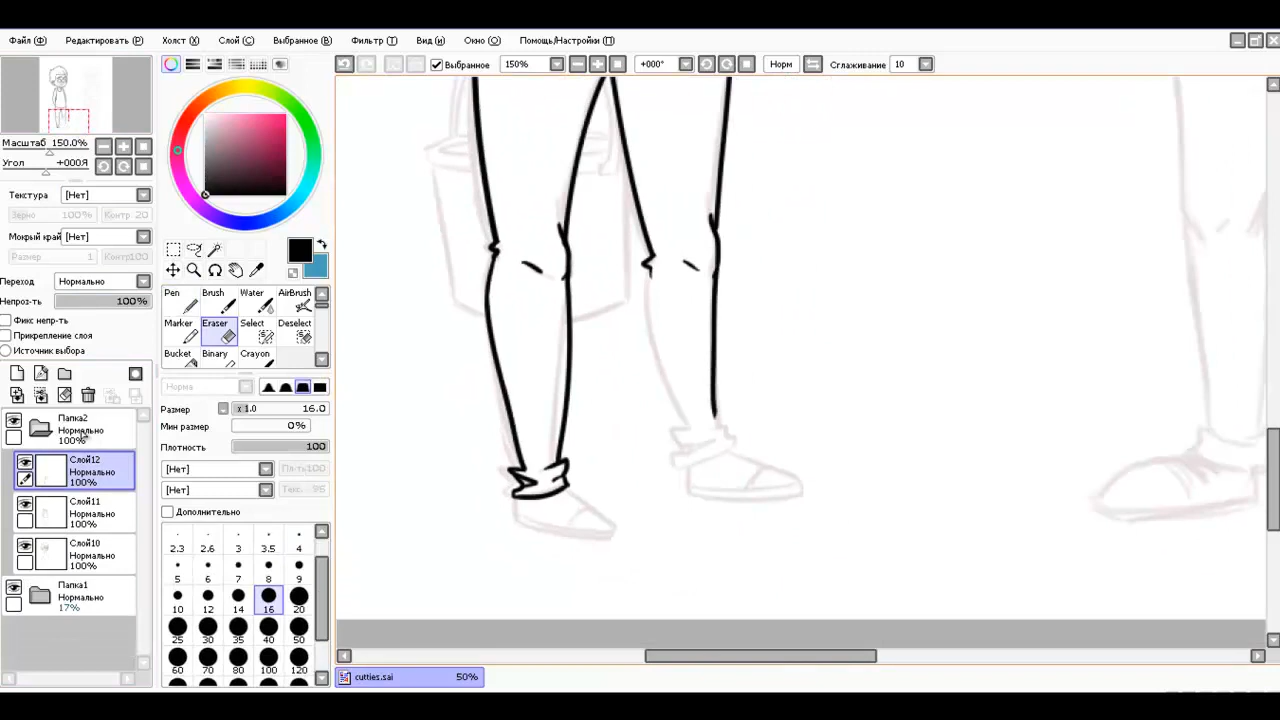 Файл (Ф) Редактировать (Р) Холст (X) Слой (С) Выбранное (В) Фильтр (T) Вид (и) Окно (O) Помощь/Настройки (П)
Выбранное 150% +000° Норм Сглаживание 10
Масштаб 150.0%
Угол +000Я
Текстура [Нет]
Зерно 100% Контр 20
Мокрый край [Нет]
Размер 1 Контр100
Переход Нормально
Непроз-ть 100%
Фикс непр-ть
Прикрепление слоя
Источник выбора
Папка2
Нормально
100%
Слой12
Нормально
100%
Слой11
Нормально
100%
Слой10
Нормально
100%
Папка1
Нормально
17%
Pen Brush Water AirBrush
Marker Eraser Select Deselect
Bucket Binary Crayon
Норма
Размер x 1.0 16.0
Мин размер 0%
Плотность 100
[Нет] Пл-ть100
[Нет] Текс. 95
Дополнительно
2.3 2.6 3 3.5 4
5 6 7 8 9
10 12 14 16 20
25 30 35 40 50
60 70 80 100 120
cutties.sai 50%